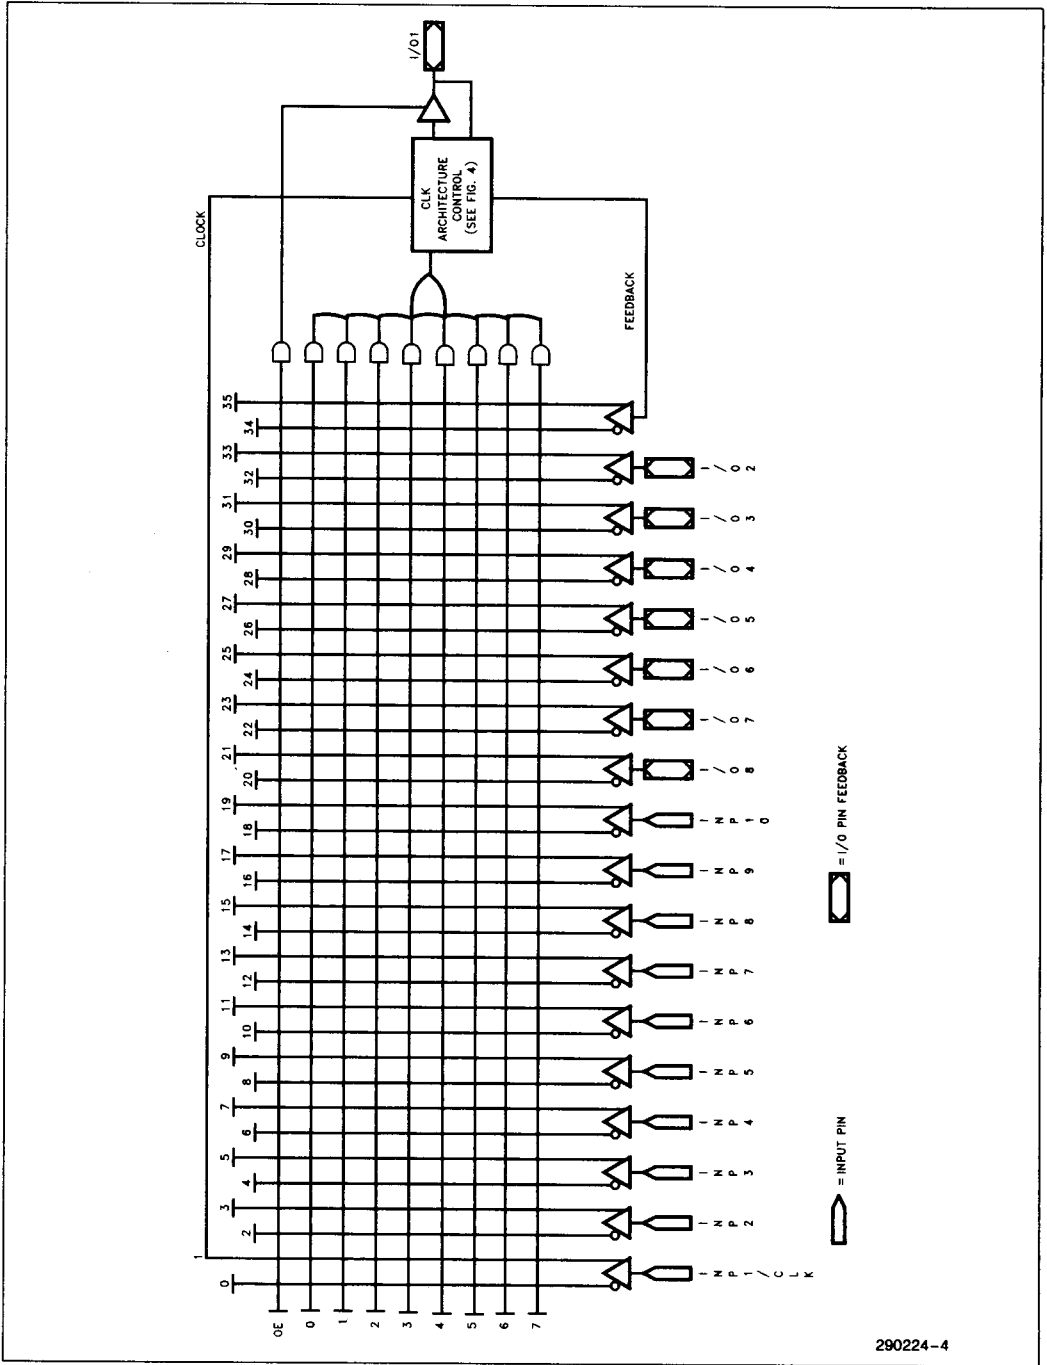 I/O1
CLOCK
CLK
ARCHITECTURE
CONTROL
(SEE FIG. 4)
FEEDBACK
0
1
2
3
4
5
6
7
8
9
10
11
12
13
14
15
16
17
18
19
20
21
22
23
24
25
26
27
28
29
30
31
32
33
34
35
OE
0
1
2
3
4
5
6
7
INP1/CLK
INP2
INP3
INP4
INP5
INP6
INP7
INP8
INP9
INP10
I/O8
I/O7
I/O6
I/O5
I/O4
I/O3
I/O2
=INPUT PIN
=I/O PIN FEEDBACK
290224-4